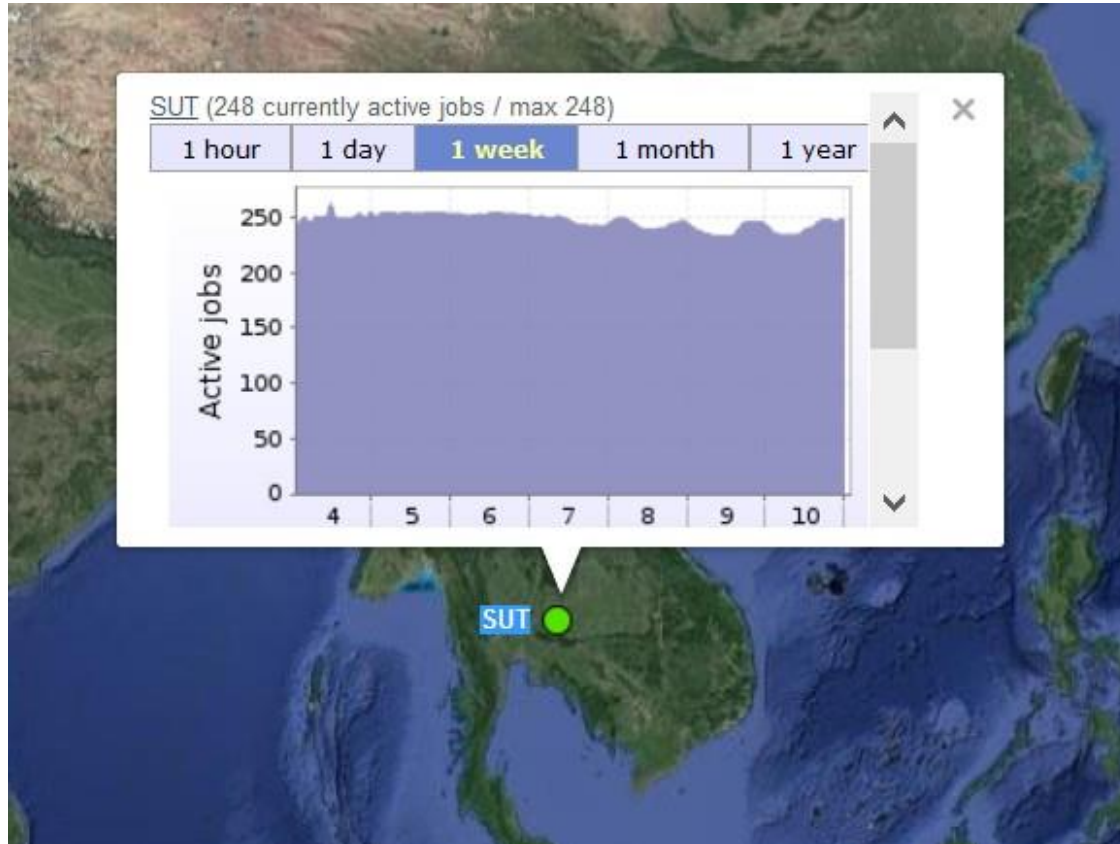 SUT (248 currently active jobs / max 248)
1 hour 1 day 1 week 1 month 1 year
250
200
150
100
50
0
Active jobs
4 5 6 7 8 9 10
SUT